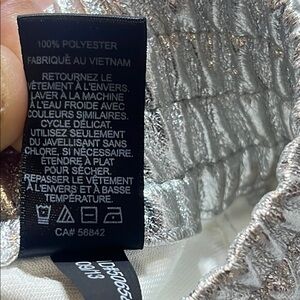 100% POLYESTER
FABRIQUÉ AU VIETNAM
RETOURNEZ LE
VÊTEMENT À L'ENVERS.
LAVER À LA MACHINE
À L'EAU FROIDE AVEC
COULEURS SIMILAIRES.
CYCLE DÉLICAT.
UTILISEZ SEULEMENT
DU JAVELLISANT SANS
CHLORE, SI NÉCESSAIRE.
ÉTENDRE À PLAT
POUR SÉCHER.
REPASSER LE VÊTEMENT
À L'ENVERS ET À BASSE
TEMPÉRATURE.
CA# 56842